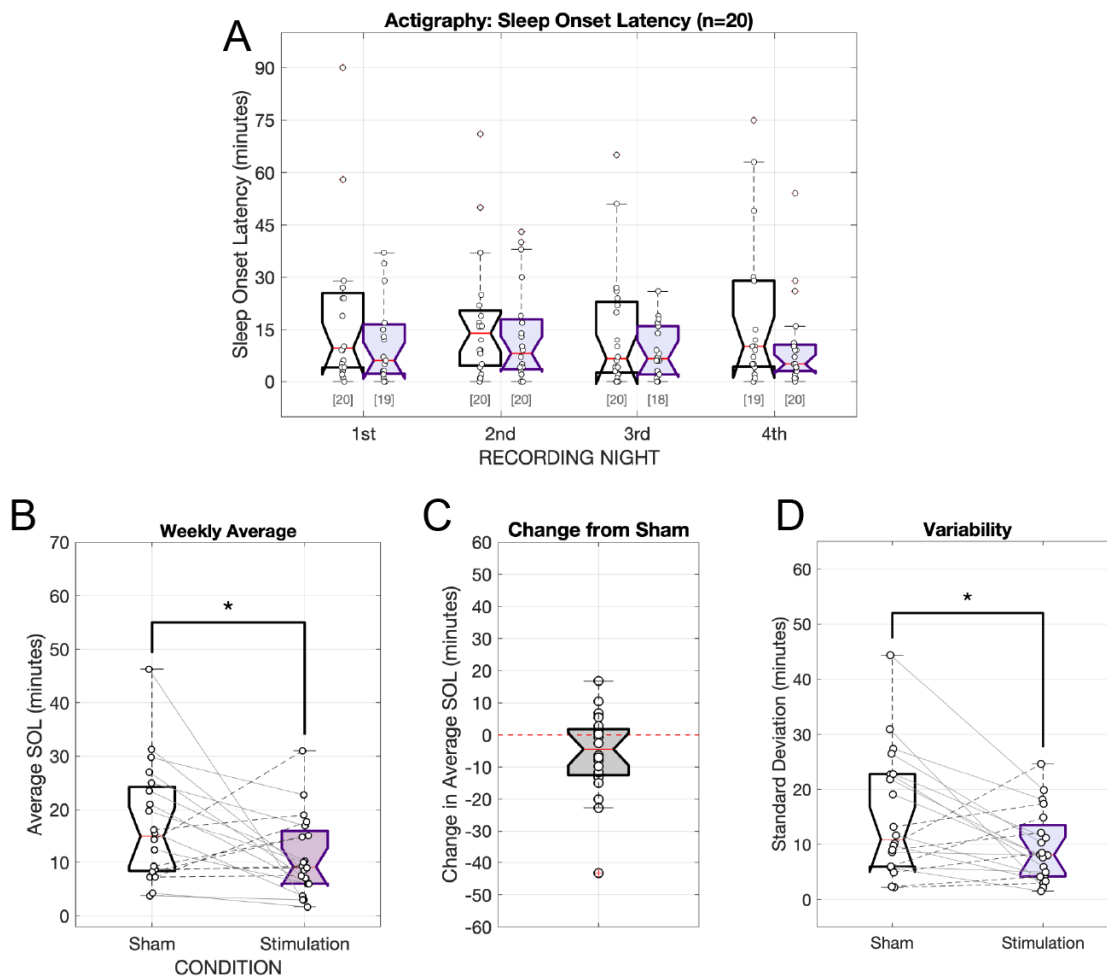 A
Actigraphy: Sleep Onset Latency (n=20)
Sleep Onset Latency (minutes)
90
75
60
45
30
15
0
[20] [19] [20] [20] [20] [18] [19] [20]
1st 2nd 3rd 4th
RECORDING NIGHT
B
Weekly Average
Average SOL (minutes)
70
60
50
40
30
20
10
0
*
Sham Stimulation
CONDITION
C
Change from Sham
Change in Average SOL (minutes)
60
50
40
30
20
10
0
-10
-20
-30
-40
-50
-60
D
Variability
Standard Deviation (minutes)
60
50
40
30
20
10
0
*
Sham Stimulation